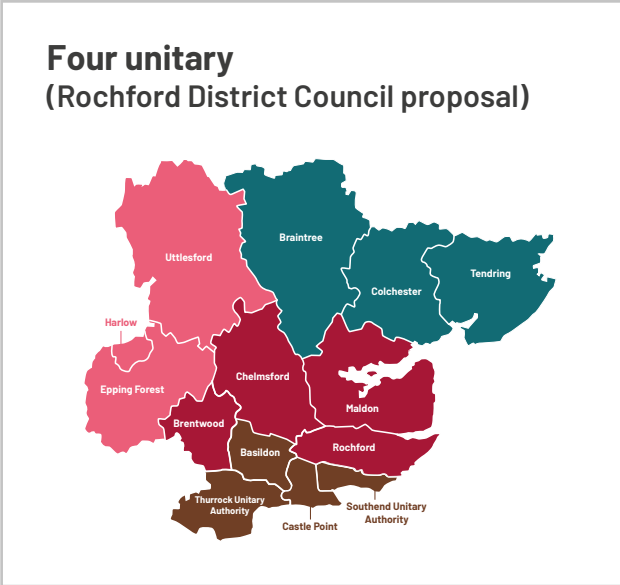 Four unitary
(Rochford District Council proposal)
Braintree
Uttlesford
Tendring
Colchester
Harlow
Chelmsford
Epping Forest
Maldon
Brentwood
Rochford
Basildon
Thurrock Unitary
Authority
Southend Unitary
Authority
Castle Point